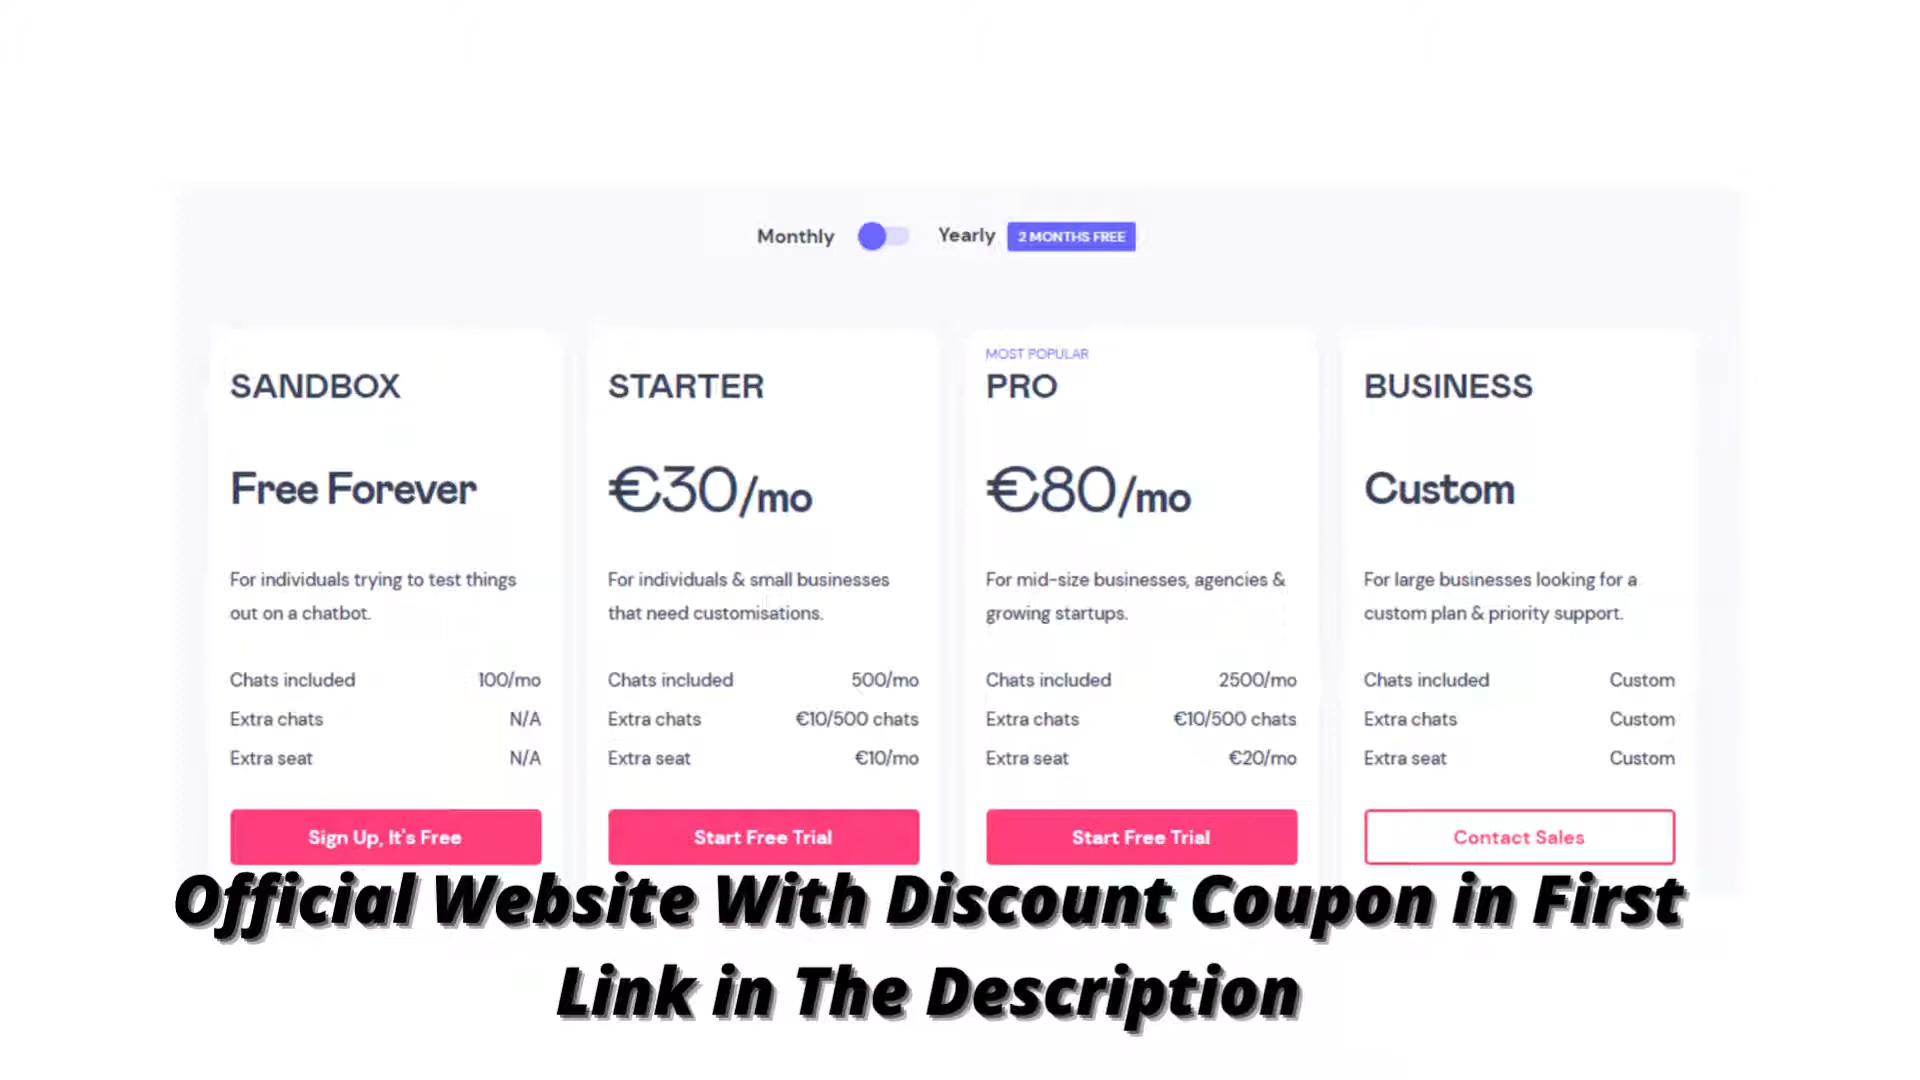 Monthly Yearly 2 MONTHS FREE
SANDBOX
Free Forever
For individuals trying to test things
out on a chatbot.
Chats included 100/mo
Extra chats N/A
Extra seat N/A
Sign Up, It's Free
STARTER
€30/mo
For individuals & small businesses
that need customisations.
Chats included 500/mo
Extra chats €10/500 chats
Extra seat €10/mo
Start Free Trial
MOST POPULAR
PRO
€80/mo
For mid-size businesses, agencies &
growing startups.
Chats included 2500/mo
Extra chats €10/500 chats
Extra seat €20/mo
Start Free Trial
BUSINESS
Custom
For large businesses looking for a
custom plan & priority support.
Chats included Custom
Extra chats Custom
Extra seat Custom
Contact Sales
Official Website With Discount Coupon in First
Link in The Description